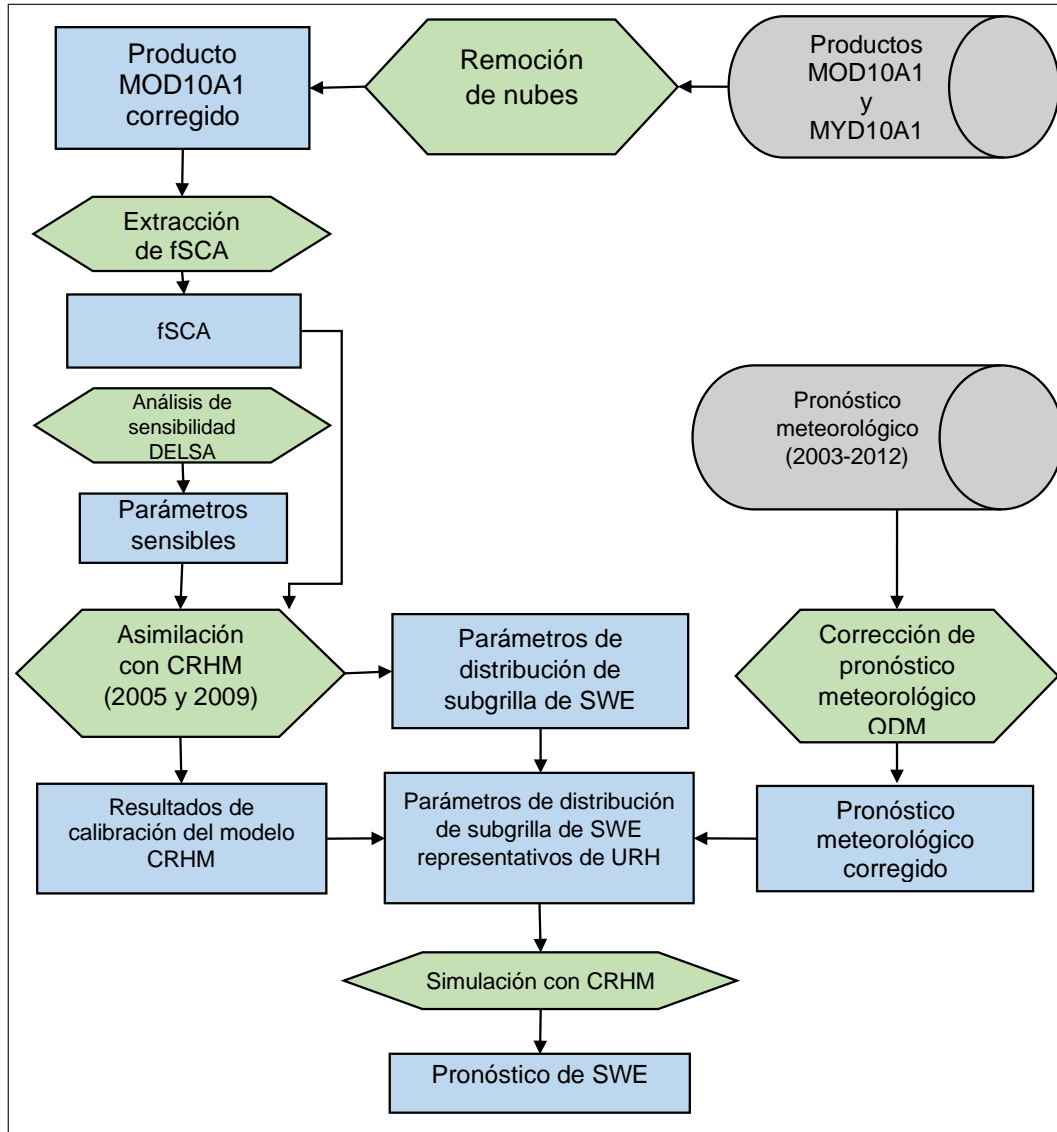 Producto
MOD10A1
corregido
Remoción
de nubes
Productos
MOD10A1
y
MYD10A1
Extracción
de fSCA
fSCA
Análisis de
sensibilidad
DELSA
Parámetros
sensibles
Pronóstico
meteorológico
(2003-2012)
Asimilación
con CRHM
(2005 y 2009)
Parámetros de
distribución de
subgrilla de SWE
Corrección de
pronóstico
meteorológico
QDM
Resultados de
calibración del modelo
CRHM
Parámetros de distribución
de subgrilla de SWE
representativos de URH
Pronóstico
meteorológico
corregido
Simulación con CRHM
Pronóstico de SWE